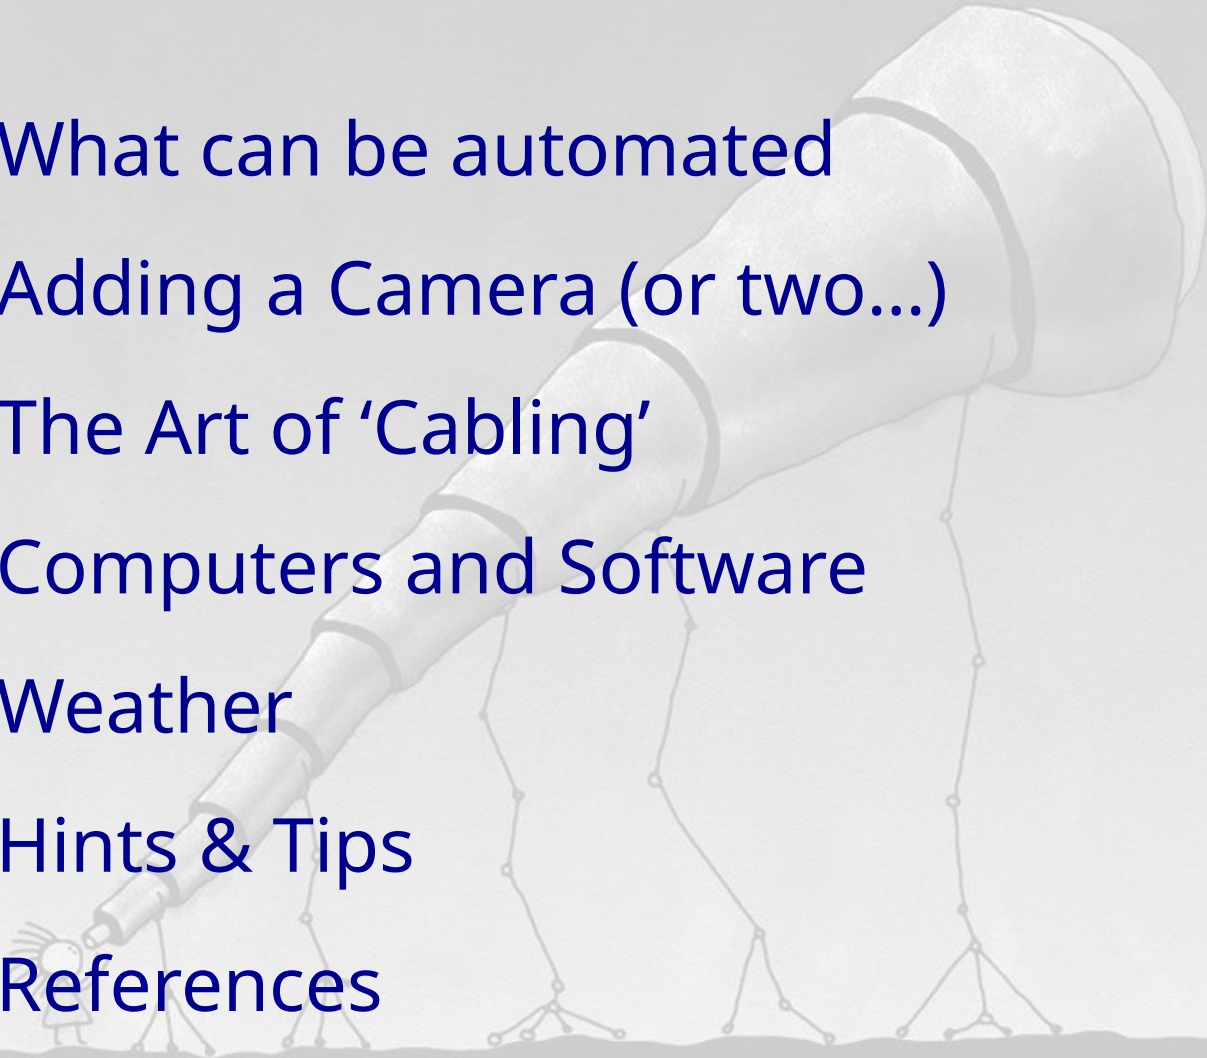 What can be automated
Adding a Camera (or two...)
The Art of ‘Cabling’
Computers and Software
Weather
Hints & Tips
References